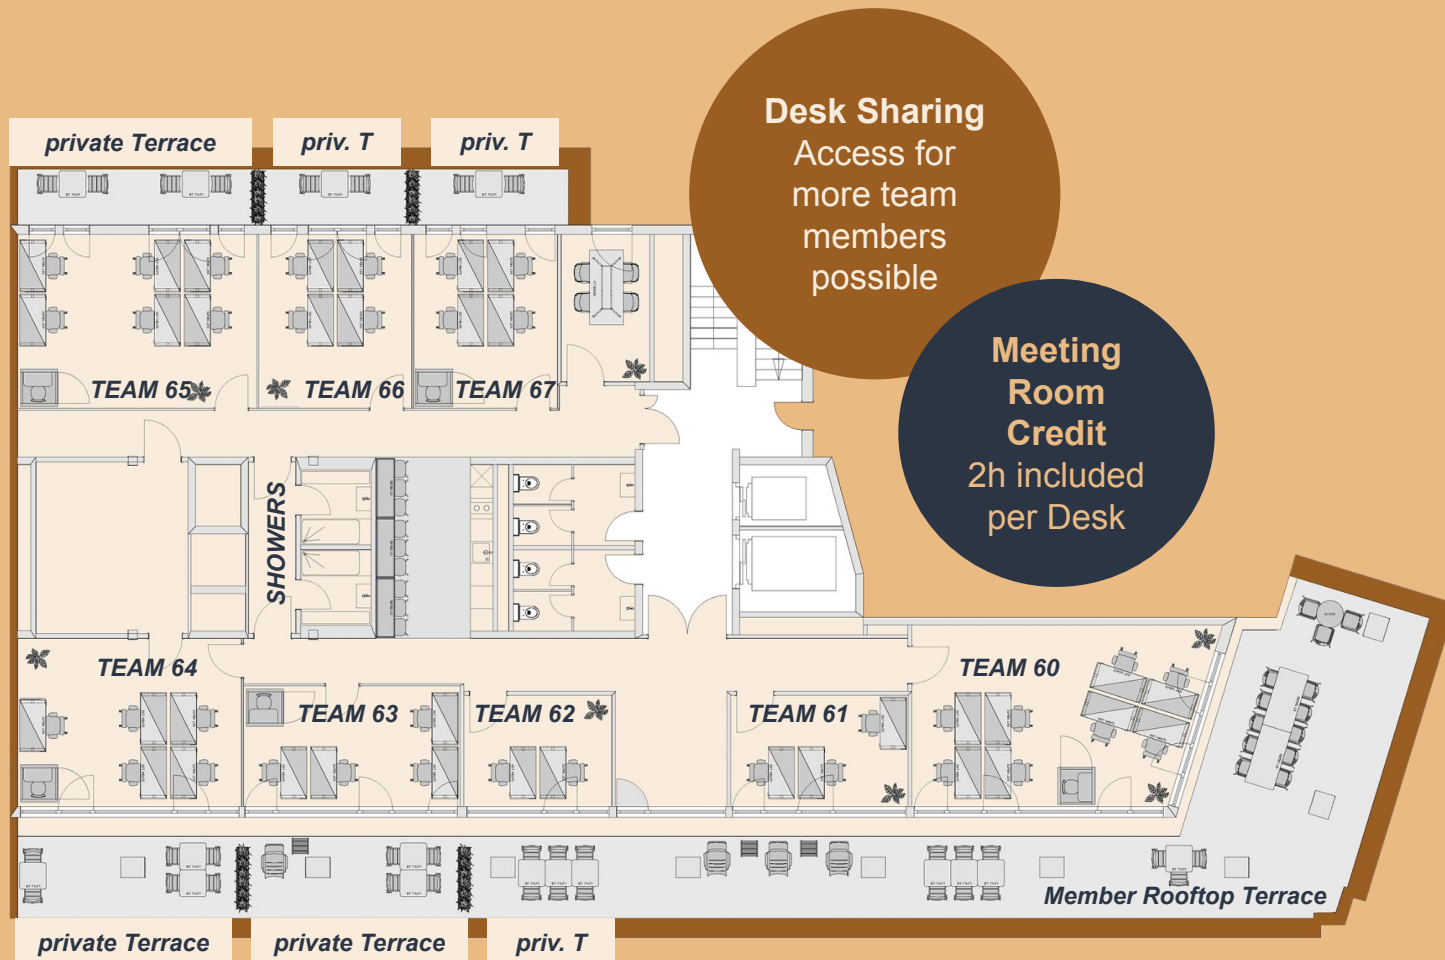 Desk Sharing
Access for
more team
members
possible
private Terrace
priv. T
priv. T
Meeting
Room
Credit
2h included
per Desk
TEAM 65
TEAM 66
TEAM 67
SHOWERS
TEAM 64
TEAM 63
TEAM 62
TEAM 61
TEAM 60
Member Rooftop Terrace
private Terrace
private Terrace
priv. T